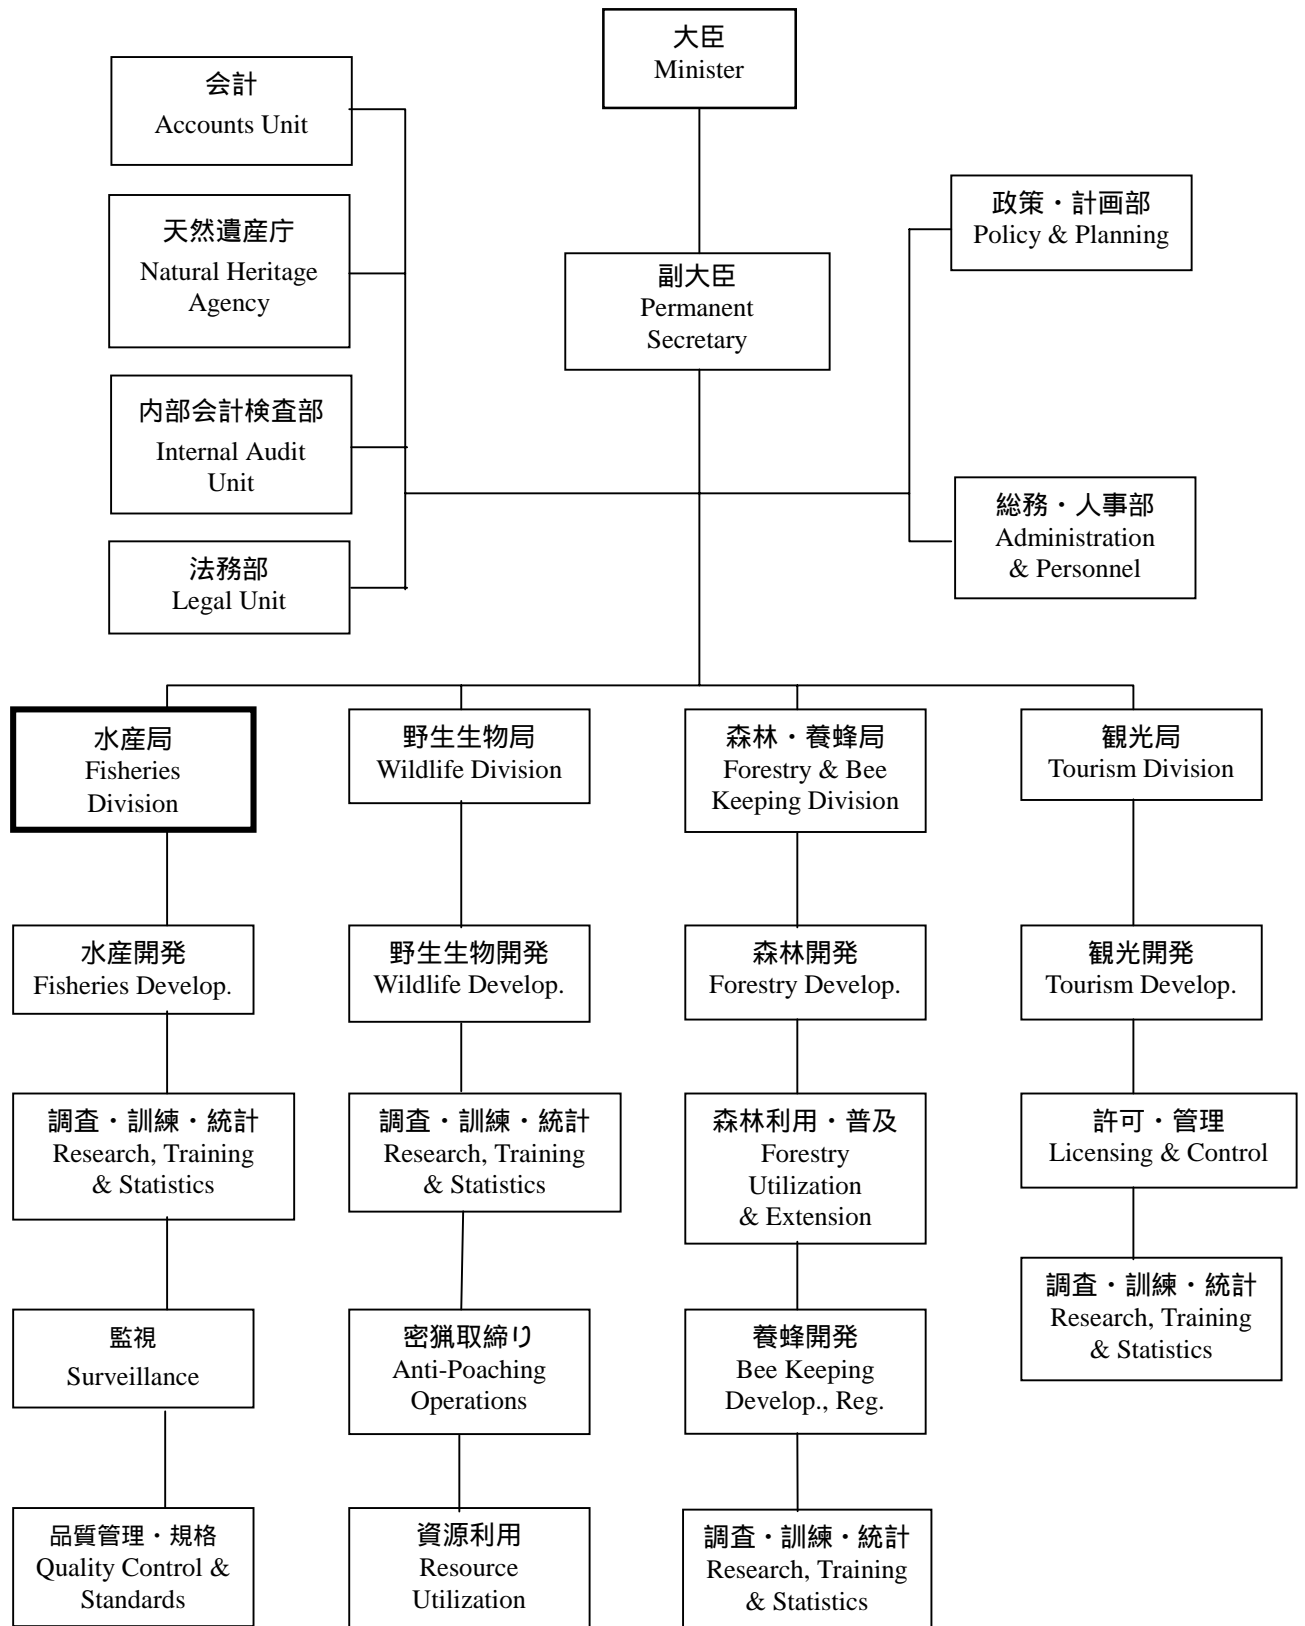 大臣
Minister
会計
Accounts Unit
天然遺産庁
Natural Heritage
Agency
政策・計画部
Policy & Planning
副大臣
Permanent
Secretary
内部会計検査部
Internal Audit
Unit
総務・人事部
Administration
& Personnel
法務部
Legal Unit
水産局
Fisheries
Division
野生生物局
Wildlife Division
森林・養蜂局
Forestry & Bee
Keeping Division
観光局
Tourism Division
水産開発
Fisheries Develop.
野生生物開発
Wildlife Develop.
森林開発
Forestry Develop.
観光開発
Tourism Develop.
調査・訓練・統計
Research, Training
& Statistics
調査・訓練・統計
Research, Training
& Statistics
森林利用・普及
Forestry
Utilization
& Extension
許可・管理
Licensing & Control
監視
Surveillance
密猟取締り
Anti-Poaching
Operations
養蜂開発
Bee Keeping
Develop., Reg.
調査・訓練・統計
Research, Training
& Statistics
品質管理・規格
Quality Control &
Standards
資源利用
Resource
Utilization
調査・訓練・統計
Research, Training
& Statistics